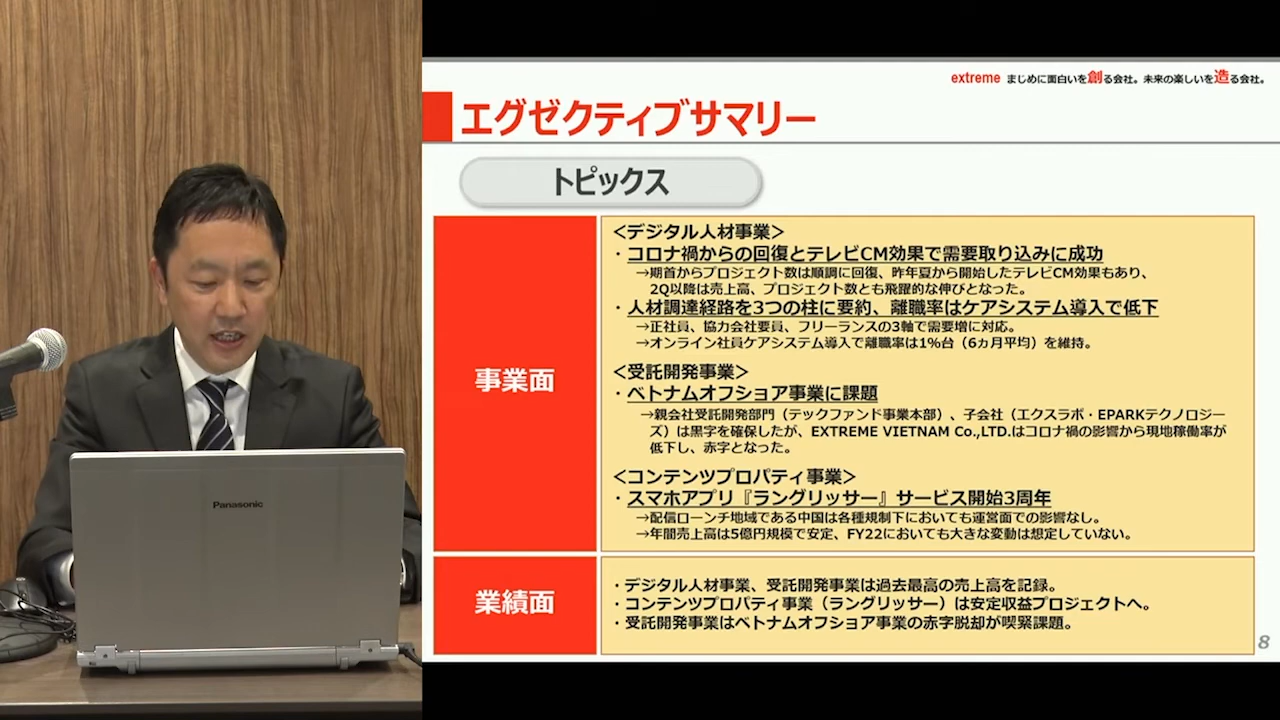 extreme まじめに面白いを創る会社。未来の楽しいを造る会社。
エグゼクティブサマリー
トピックス
事業面
<デジタル人材事業>
・コロナ禍からの回復とテレビCM効果で需要取り込みに成功
→期首からプロジェクト数は順調に回復、昨年夏から開始したテレビCM効果もあり、
2Q以降は売上高、プロジェクト数とも飛躍的な伸びとなった。
・人材調達経路を3つの柱に要約、離職率はケアシステム導入で低下
→正社員、協力会社要員、フリーランスの3軸で需要増に対応。
→オンライン社員ケアシステム導入で離職率は1%台（6ヵ月平均）を維持。
<受託開発事業>
・ベトナムオフショア事業に課題
→親会社受託開発部門（テックファンド事業本部）、子会社（エクスラボ・EPARKテクノロジー
ズ）は黒字を確保したが、EXTREME VIETNAM Co.,LTD.はコロナ禍の影響から現地稼働率が
低下し、赤字となった。
<コンテンツプロパティ事業>
・スマホアプリ『ラングリッサー』サービス開始3周年
→配信ローンチ地域である中国は各種規制下においても運営面での影響なし。
→年間売上高は5億円規模で安定、FY22においても大きな変動は想定していない。
業績面
・デジタル人材事業、受託開発事業は過去最高の売上高を記録。
・コンテンツプロパティ事業（ラングリッサー）は安定収益プロジェクトへ。
・受託開発事業はベトナムオフショア事業の赤字脱却が喫緊課題。
8
Panasonic